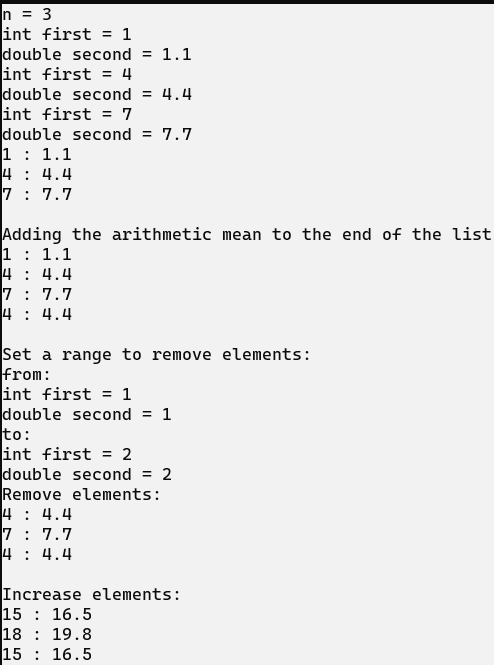 n = 3
int first = 1
double second = 1.1
int first = 4
double second = 4.4
int first = 7
double second = 7.7
1 : 1.1
4 : 4.4
7 : 7.7
Adding the arithmetic mean to the end of the list
1 : 1.1
4 : 4.4
7 : 7.7
4 : 4.4
Set a range to remove elements:
from:
int first = 1
double second = 1
to:
int first = 2
double second = 2
Remove elements:
4 : 4.4
7 : 7.7
4 : 4.4
Increase elements:
15 : 16.5
18 : 19.8
15 : 16.5